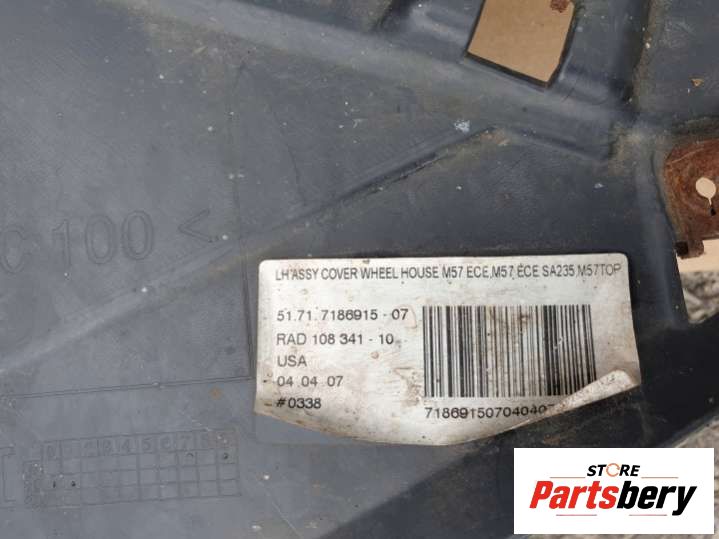 C 100 <
LH ASSY COVER WHEEL HOUSE M57 ECE,M57 ECE SA235,M57TOP
51.71.7186915 - 07
RAD 108 341 - 10
USA
04 04 07
#0338
71869150704040
STORE
Partsbery